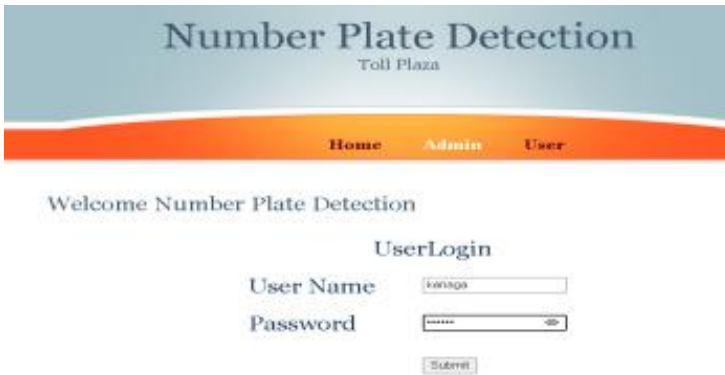 Number Plate Detection
Toll Plaza
Home Admin User
Welcome Number Plate Detection
UserLogin
User Name kanaga
Password ••••••
Submit